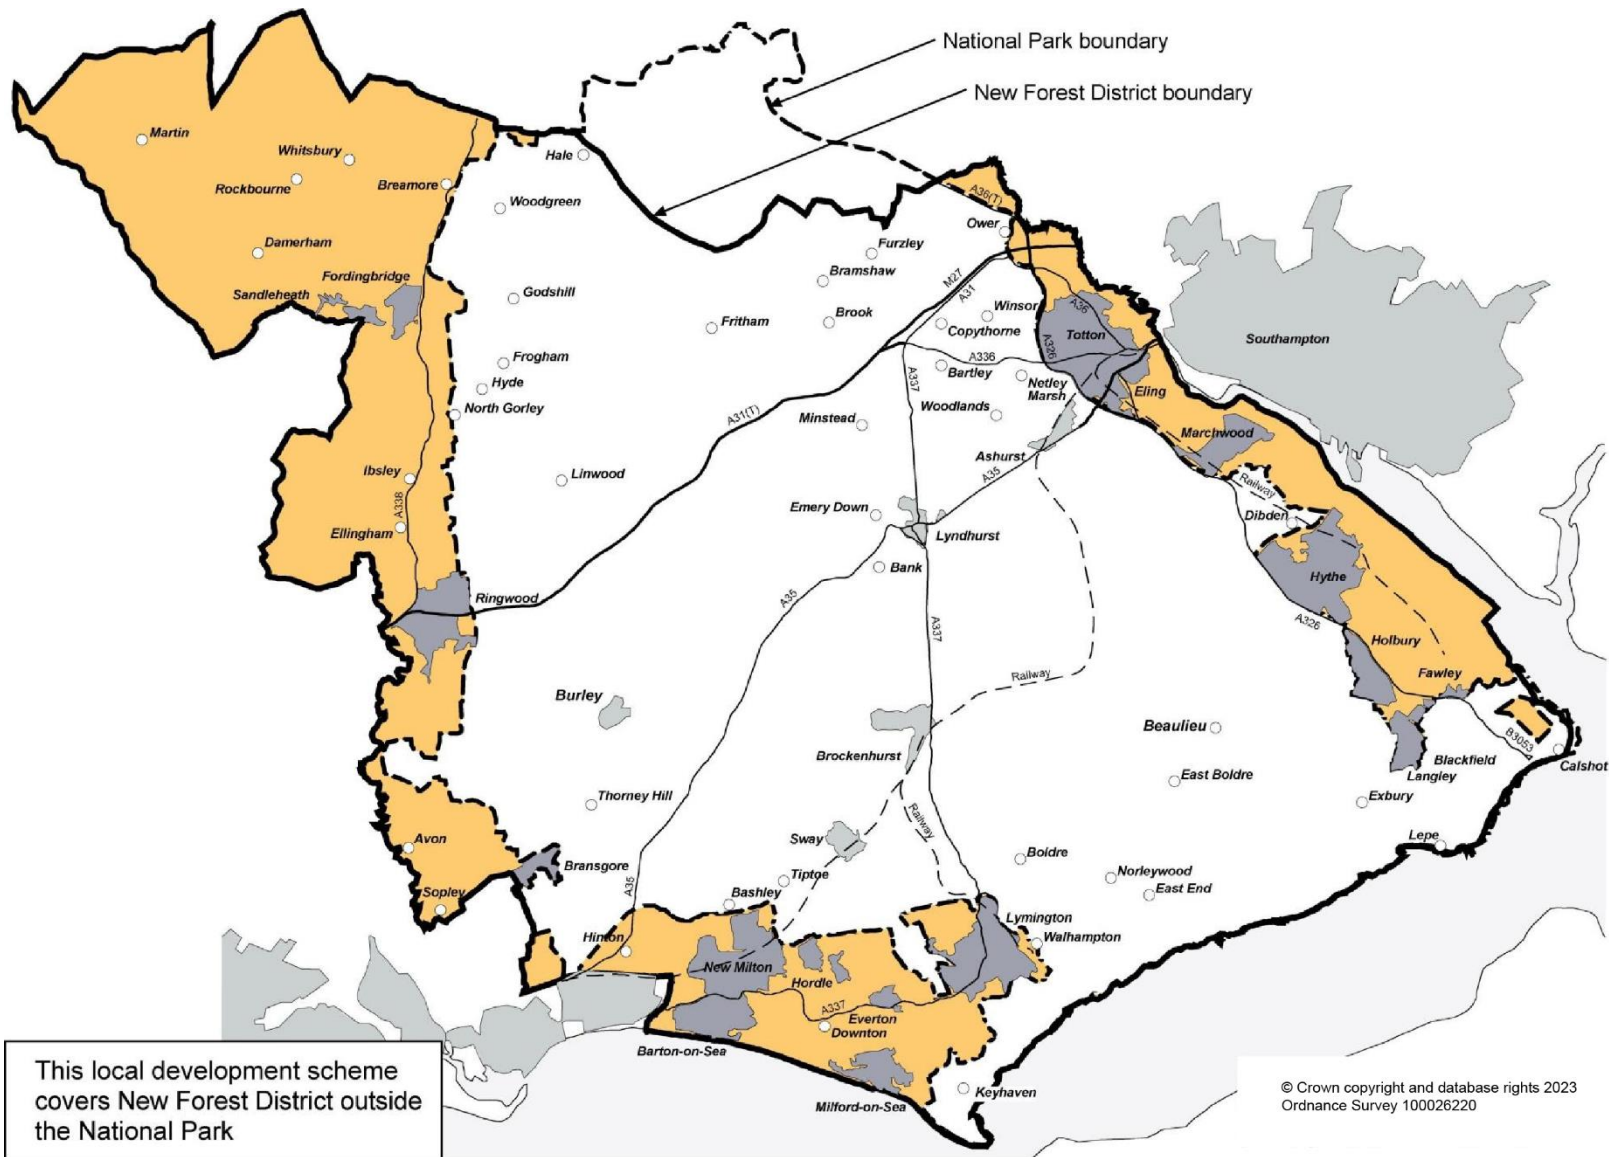 National Park boundary
New Forest District boundary
Martin
Whitsbury
Rockbourne
Breamore
Hale
Woodgreen
A36(T)
Ower
Damerham
Furzley
Fordingbridge
Bramshaw
M27
A31
Sandleheath
Godshill
Winsor
A36
Fritham
Brook
Copythorne
Totton
Southampton
A326
A336
Frogham
Bartley
A337
Hyde
Netley
Marsh
Eling
North Gorley
A31(T)
Minstead
Woodlands
Marchwood
Ashurst
Ibsley
Linwood
A35
Railway
A338
Emery Down
Dibden
Ellingham
Lyndhurst
Bank
Hythe
Ringwood
A35
A337
A326
Holbury
Railway
Fawley
Burley
Beaulieu
B3053
Brockenhurst
Blackfield
Calshot
East Boldre
Langley
Thorney Hill
Exbury
Railway
Sway
Avon
Lepe
Boldre
Bransgore
Tiptoe
Norleywood
A35
Bashley
East End
Sopley
Lymington
Hinton
Walhampton
New Milton
Hordle
A337
Everton
Downton
Barton-on-Sea
Keyhaven
Milford-on-Sea
This local development scheme
covers New Forest District outside
the National Park
© Crown copyright and database rights 2023
Ordnance Survey 100026220